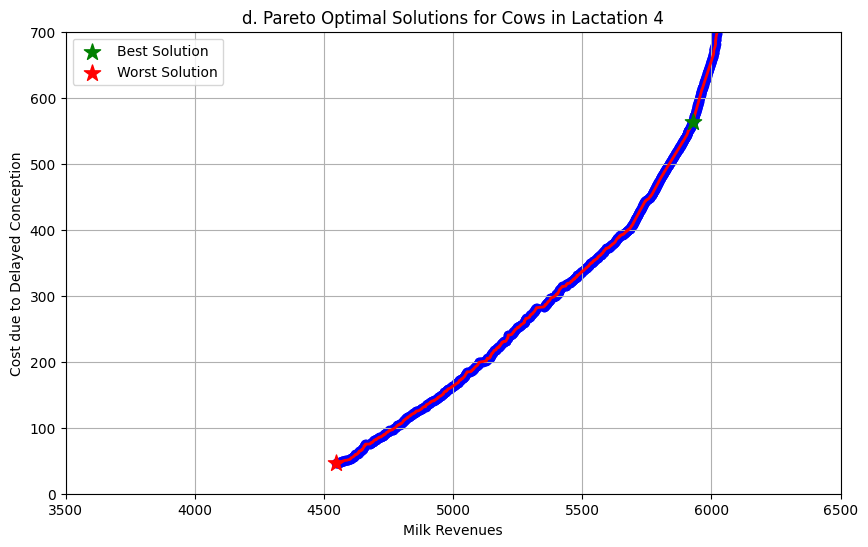 d. Pareto Optimal Solutions for Cows in Lactation 4
Best Solution
Worst Solution
Cost due to Delayed Conception
700
600
500
400
300
200
100
0
3500 4000 4500 5000 5500 6000 6500
Milk Revenues